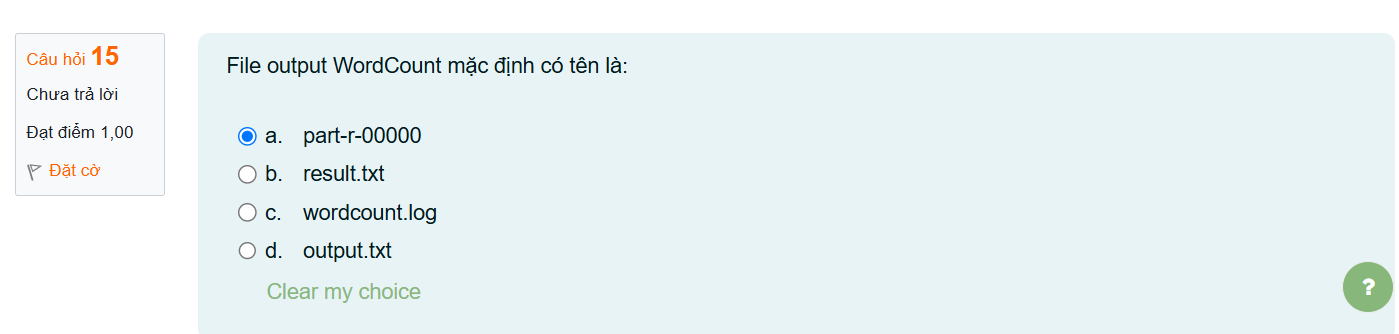 Câu hỏi 15
Chưa trả lời
Đạt điểm 1,00
Đặt cờ
File output WordCount mặc định có tên là:
a. part-r-00000
b. result.txt
c. wordcount.log
d. output.txt
Clear my choice
?